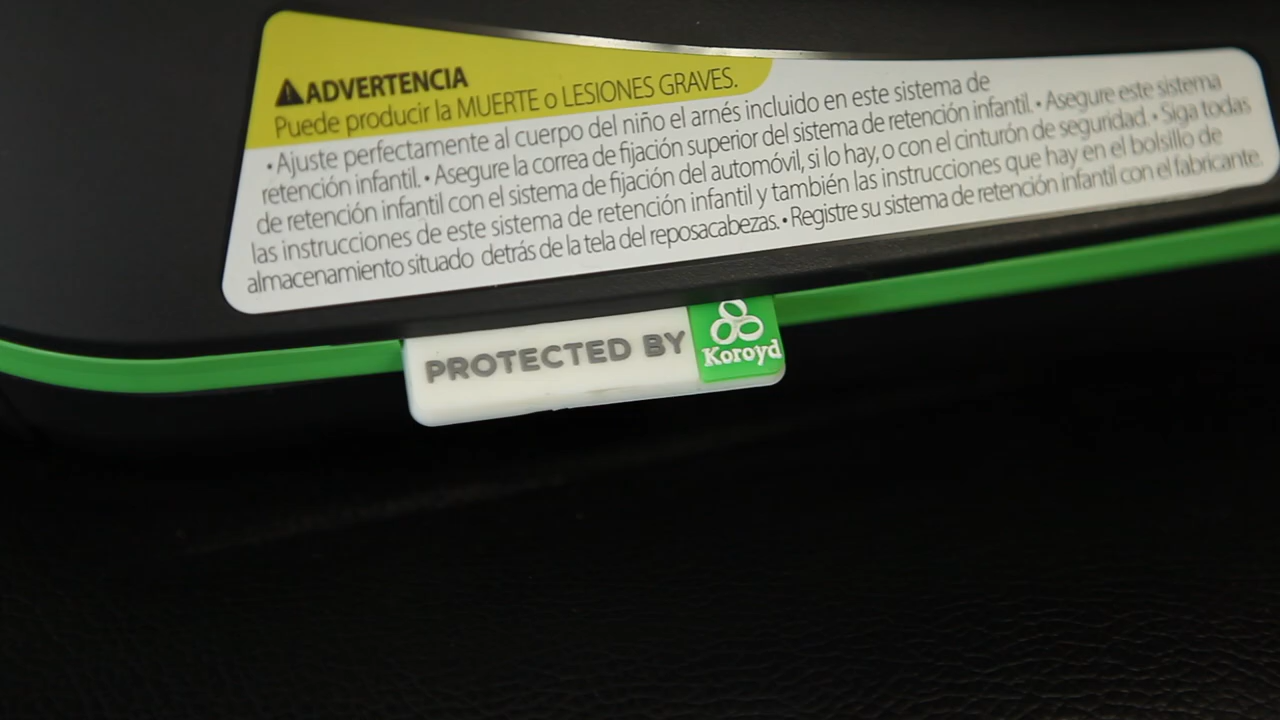 ADVERTENCIA
Puede producir la MUERTE o LESIONES GRAVES.
• Ajuste perfectamente al cuerpo del niño el arnés incluido en este sistema de
retención infantil. • Asegure la correa de fijación superior del sistema de retención infantil. • Asegure este sistema
de retención infantil con el sistema de fijación del automóvil, si lo hay, o con el cinturón de seguridad. • Siga todas
las instrucciones de este sistema de retención infantil y también las instrucciones que hay en el bolsillo de
almacenamiento situado detrás de la tela del reposacabezas. • Registre su sistema de retención infantil con el fabricante.
PROTECTED BY
Koroyd